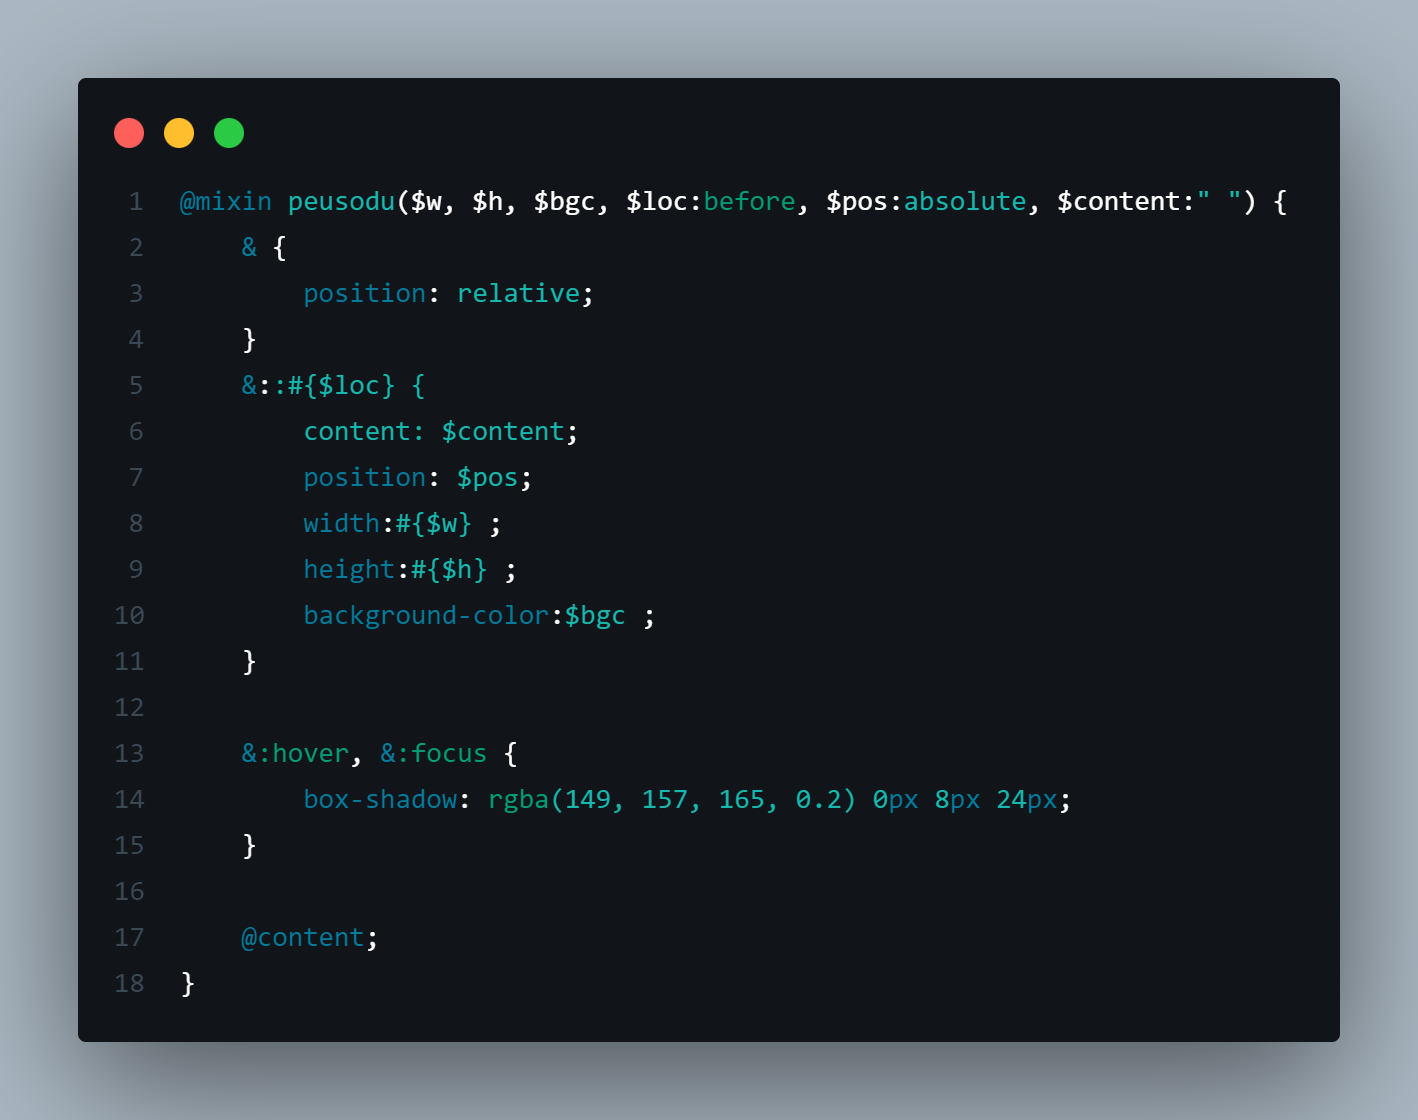 1 @mixin peusodu($w, $h, $bgc, $loc:before, $pos:absolute, $content:" ") {
2     & {
3         position: relative;
4     }
5     &::#{$loc} {
6         content: $content;
7         position: $pos;
8         width:#{$w} ;
9         height:#{$h} ;
10         background-color:$bgc ;
11     }
12
13     &:hover, &:focus {
14         box-shadow: rgba(149, 157, 165, 0.2) 0px 8px 24px;
15     }
16
17     @content;
18 }